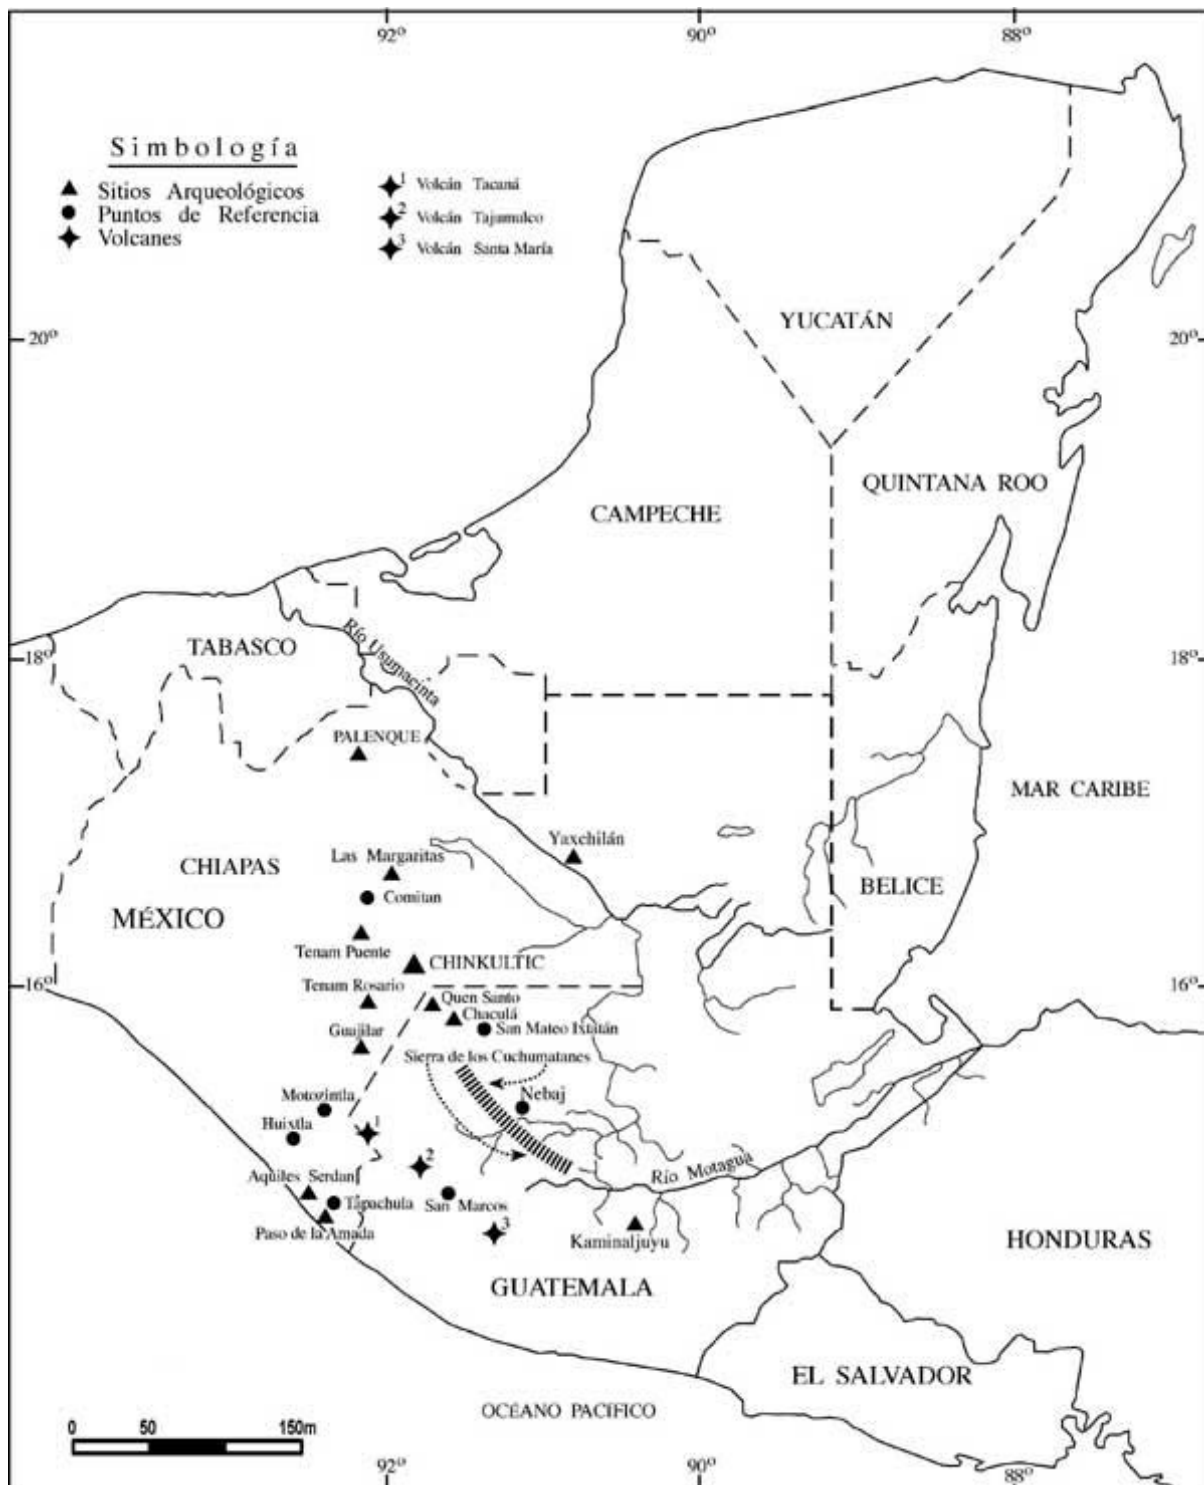 92º 90º 88º
Simbología
Sitios Arqueológicos
Puntos de Referencia
Volcanes
1 Volcán Tacaná
2 Volcán Tajumulco
3 Volcán Santa María
YUCATÁN
20º 20º
QUINTANA ROO
CAMPECHE
TABASCO
Río Usumacinta
18º 18º
PALENQUE
MAR CARIBE
Yaxchilán
Las Margaritas
CHIAPAS
Comitan
BELICE
MÉXICO
Tenam Puente
CHINKULTIC
16º 16º
Tenam Rosario
Quen Santo
Chaculá
Guajilar
San Mateo Ixtatán
Sierra de los Cuchumatanes
Motozintla
Nebaj
Huixtla
1
2
Río Motagua
Aquiles Serdan
Tapachula
San Marcos
Paso de la Amada
3
Kaminaljuyu
HONDURAS
GUATEMALA
EL SALVADOR
OCÉANO PACÍFICO
0 50 150m
92º 90º 88º